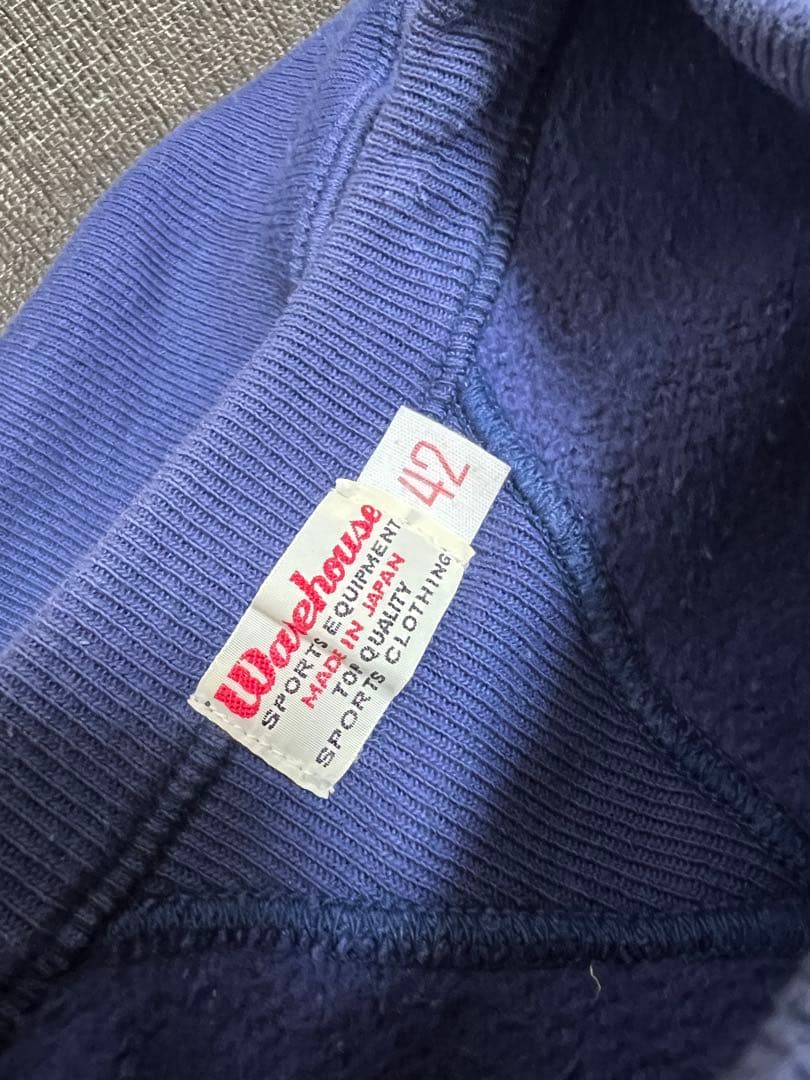 42
Warehouse
SPORTS EQUIPMENT
MADE IN JAPAN
TOP QUALITY
SPORTS CLOTHING